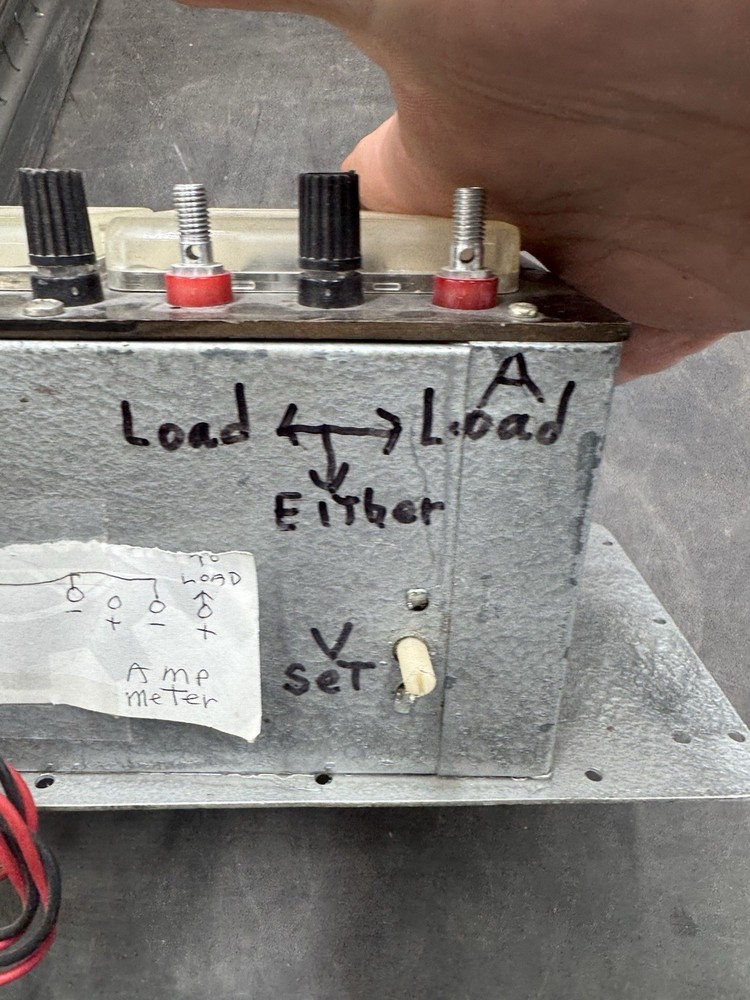 A
Load ←→ Load
↓
EiTher
TO
LOAD
↑
− + − +
Amp
meter
V
SeT